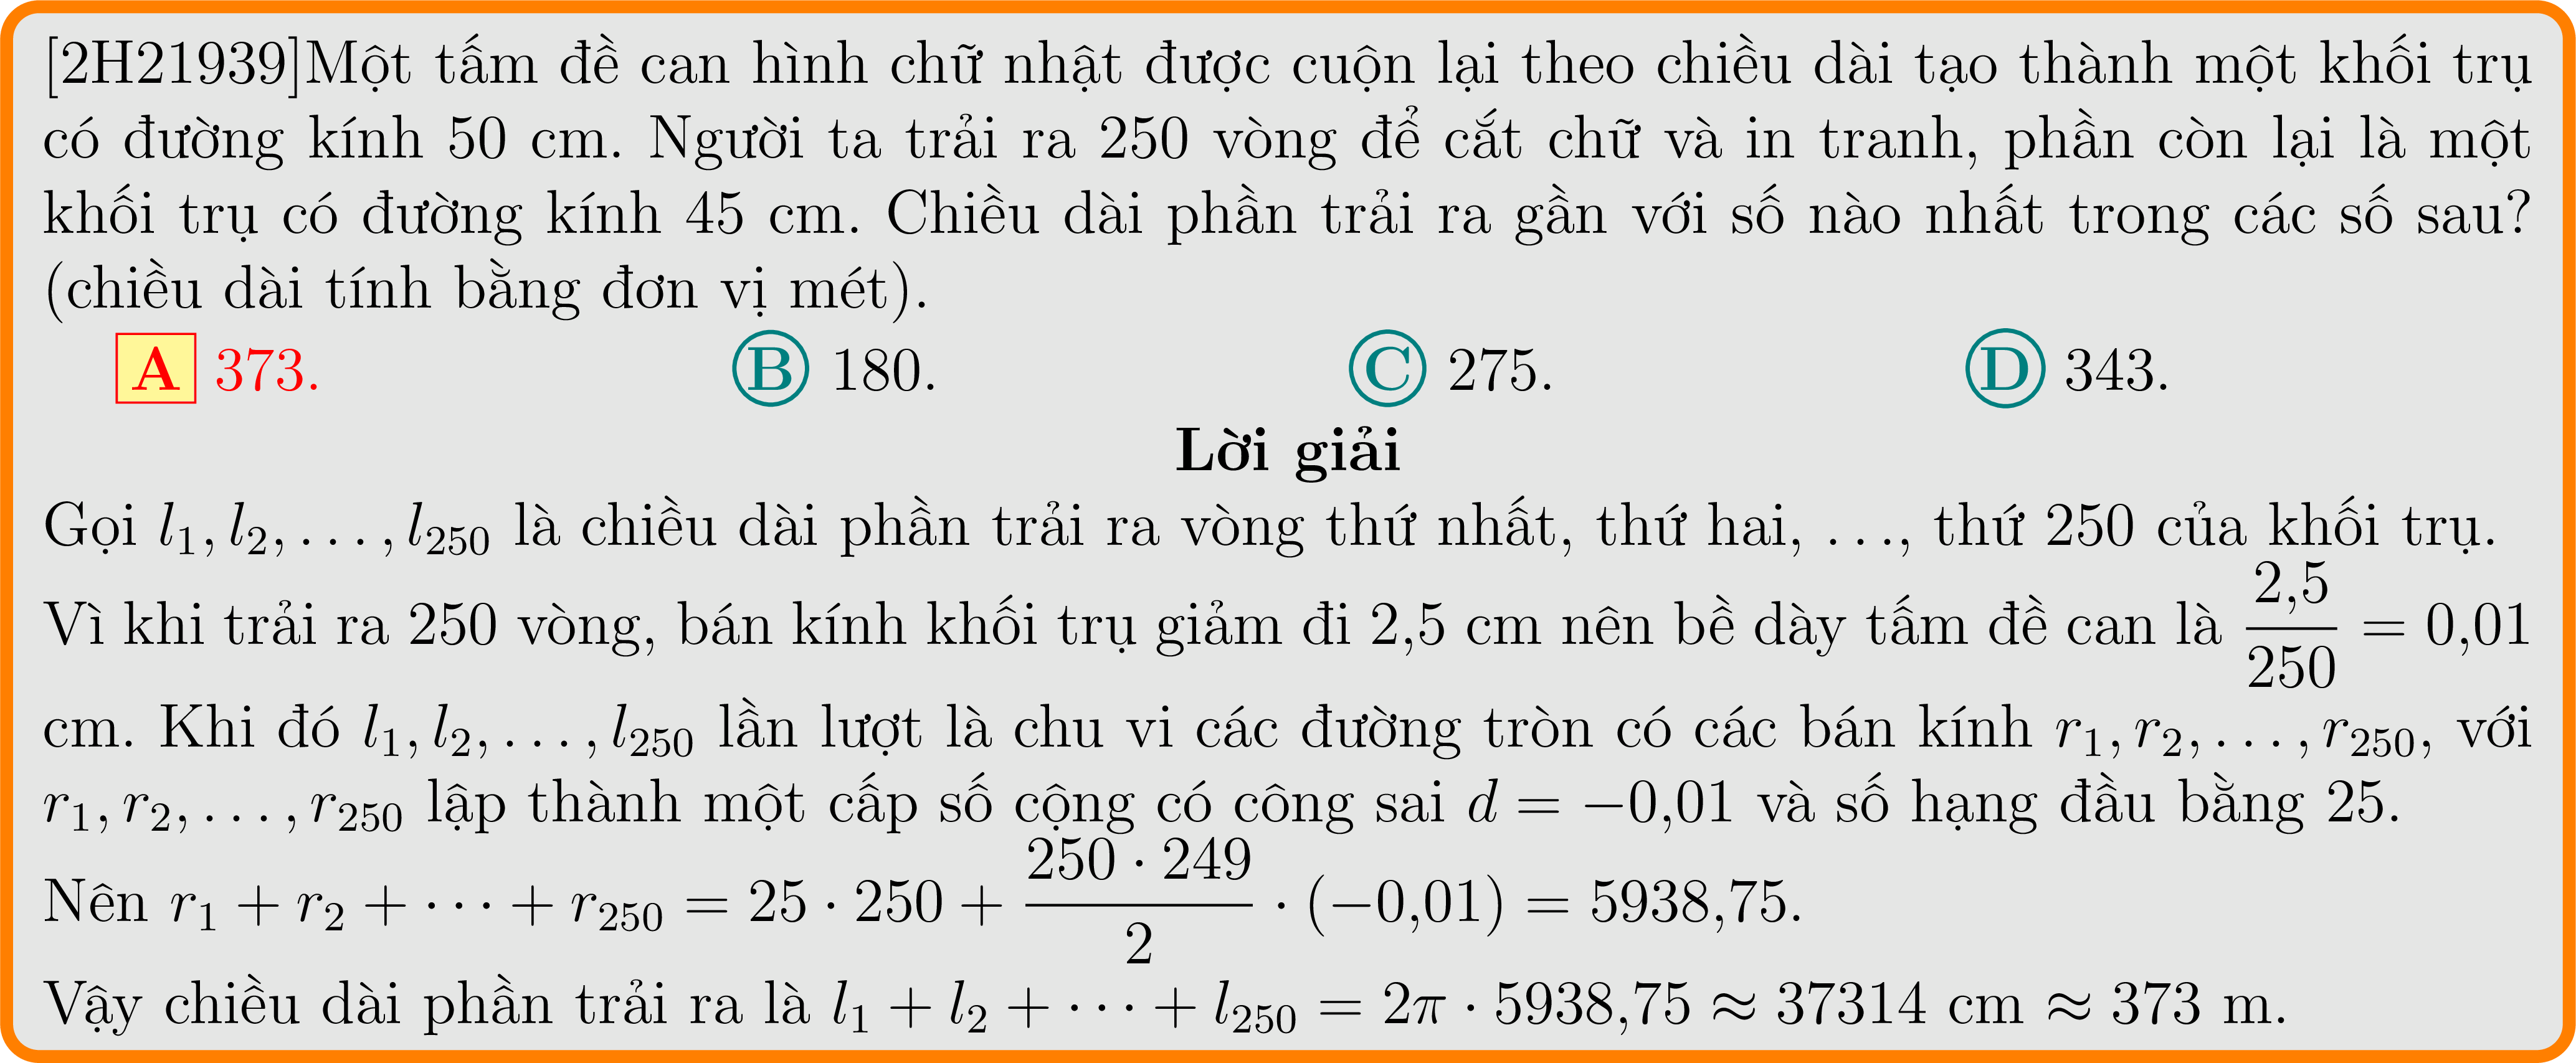 [2H21939]Một tấm đề can hình chữ nhật được cuộn lại theo chiều dài tạo thành một khối trụ
có đường kính 50 cm. Người ta trải ra 250 vòng để cắt chữ và in tranh, phần còn lại là một
khối trụ có đường kính 45 cm. Chiều dài phần trải ra gần với số nào nhất trong các số sau?
(chiều dài tính bằng đơn vị mét).
A 373. B 180. C 275. D 343.
Lời giải
Gọi $l_1, l_2, \ldots, l_{250}$ là chiều dài phần trải ra vòng thứ nhất, thứ hai, . . ., thứ 250 của khối trụ.
Vì khi trải ra 250 vòng, bán kính khối trụ giảm đi 2,5 cm nên bề dày tấm đề can là $\frac{2,5}{250} = 0,01$
cm. Khi đó $l_1, l_2, \ldots, l_{250}$ lần lượt là chu vi các đường tròn có các bán kính $r_1, r_2, \ldots, r_{250}$, với
$r_1, r_2, \ldots, r_{250}$ lập thành một cấp số cộng có công sai $d = -0,01$ và số hạng đầu bằng 25.
Nên $r_1 + r_2 + \cdots + r_{250} = 25 \cdot 250 + \frac{250 \cdot 249}{2} \cdot (-0,01) = 5938,75.$
Vậy chiều dài phần trải ra là $l_1 + l_2 + \cdots + l_{250} = 2\pi \cdot 5938,75 \approx 37314$ cm $\approx 373$ m.